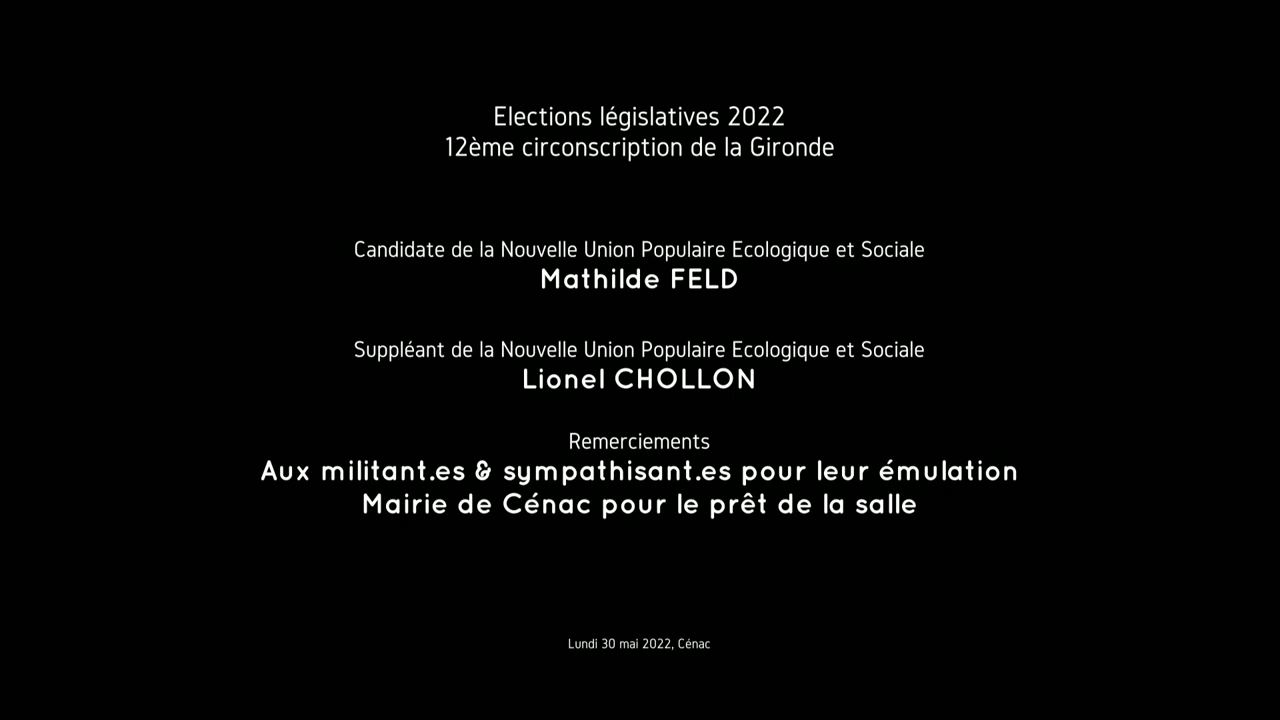 Elections législatives 2022
12ème circonscription de la Gironde
Candidate de la Nouvelle Union Populaire Ecologique et Sociale
Mathilde FELD
Suppléant de la Nouvelle Union Populaire Ecologique et Sociale
Lionel CHOLLON
Remerciements
Aux militant.es & sympathisant.es pour leur émulation
Mairie de Cénac pour le prêt de la salle
Lundi 30 mai 2022, Cénac